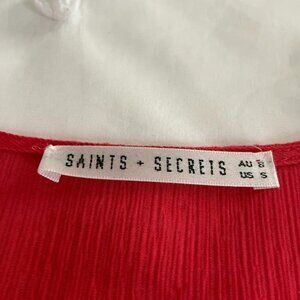 SAINTS + SECRETS
AU 8
US S